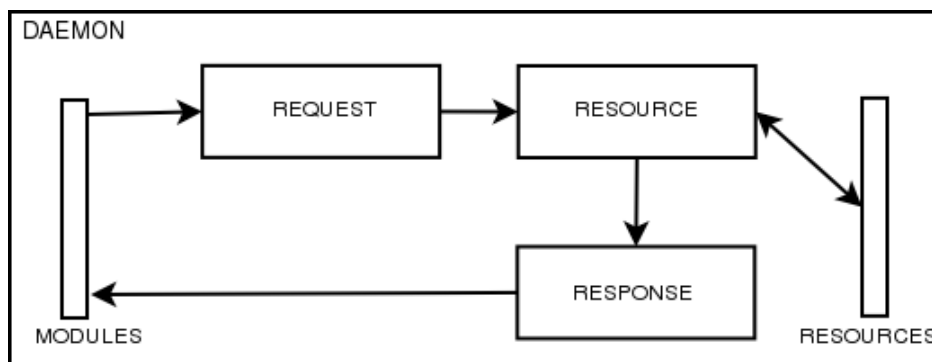 DAEMON
REQUEST
RESOURCE
RESPONSE
MODULES
RESOURCES